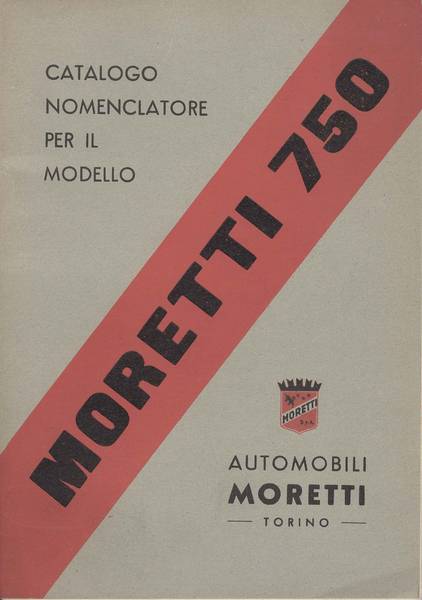 CATALOGO
NOMENCLATORE
PER IL
MODELLO
MORETTI 750
MORETTI
S.P.A.
AUTOMOBILI
MORETTI
— TORINO —